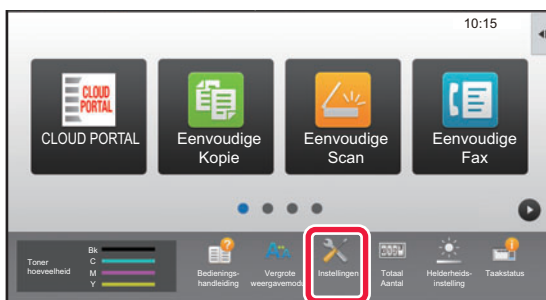 10:15
CLOUD
PORTAL
CLOUD PORTAL
Eenvoudige
Kopie
Eenvoudige
Scan
Eenvoudige
Fax
Toner
hoeveelheid
Bk
C
M
Y
Bedienings-
handleiding
Vergrote
weergavemodus
Instellingen
Totaal
Aantal
Helderheids-
instelling
Taakstatus